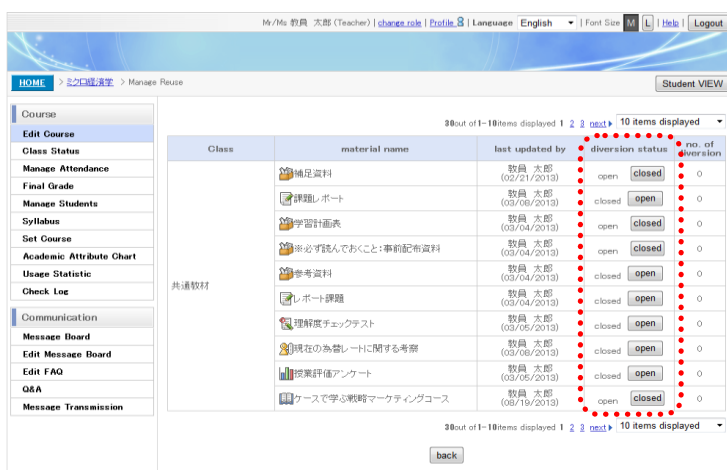 Mr/Ms 教員 太郎 (Teacher) | change role | Profile | Language English | Font Size M L | Help | Logout
HOME > ミクロ経済学 > Manage Reuse Student VIEW
Course
Edit Course
Class Status
Manage Attendance
Final Grade
Manage Students
Syllabus
Set Course
Academic Attribute Chart
Usage Statistic
Check Log
Communication
Message Board
Edit Message Board
Edit FAQ
Q&A
Message Transmission
30out of 1-10items displayed 1 2 3 next 10 items displayed
Class material name last updated by diversion status no. of diversion
共通教材
補足資料 教員 太郎 (02/21/2013) open closed 0
課題レポート 教員 太郎 (03/08/2013) closed open 0
学習計画表 教員 太郎 (03/04/2013) open closed 0
※必ず読んでおくこと:事前配布資料 教員 太郎 (03/04/2013) open closed 0
参考資料 教員 太郎 (03/04/2013) closed open 0
レポート課題 教員 太郎 (03/04/2013) closed open 0
理解度チェックテスト 教員 太郎 (03/05/2013) closed open 0
現在の為替レートに関する考察 教員 太郎 (03/08/2013) closed open 0
授業評価アンケート 教員 太郎 (03/05/2013) closed open 0
ケースで学ぶ戦略マーケティングコース 教員 太郎 (08/19/2013) open closed 0
30out of 1-10items displayed 1 2 3 next 10 items displayed
back